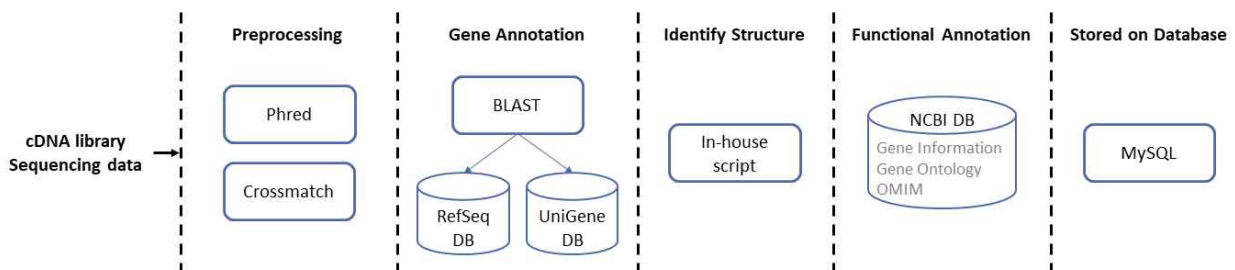 Preprocessing
Gene Annotation
Identify Structure
Functional Annotation
Stored on Database
cDNA library
Sequencing data
Phred
Crossmatch
BLAST
RefSeq
DB
UniGene
DB
In-house
script
NCBI DB
Gene Information
Gene Ontology
OMIM
MySQL